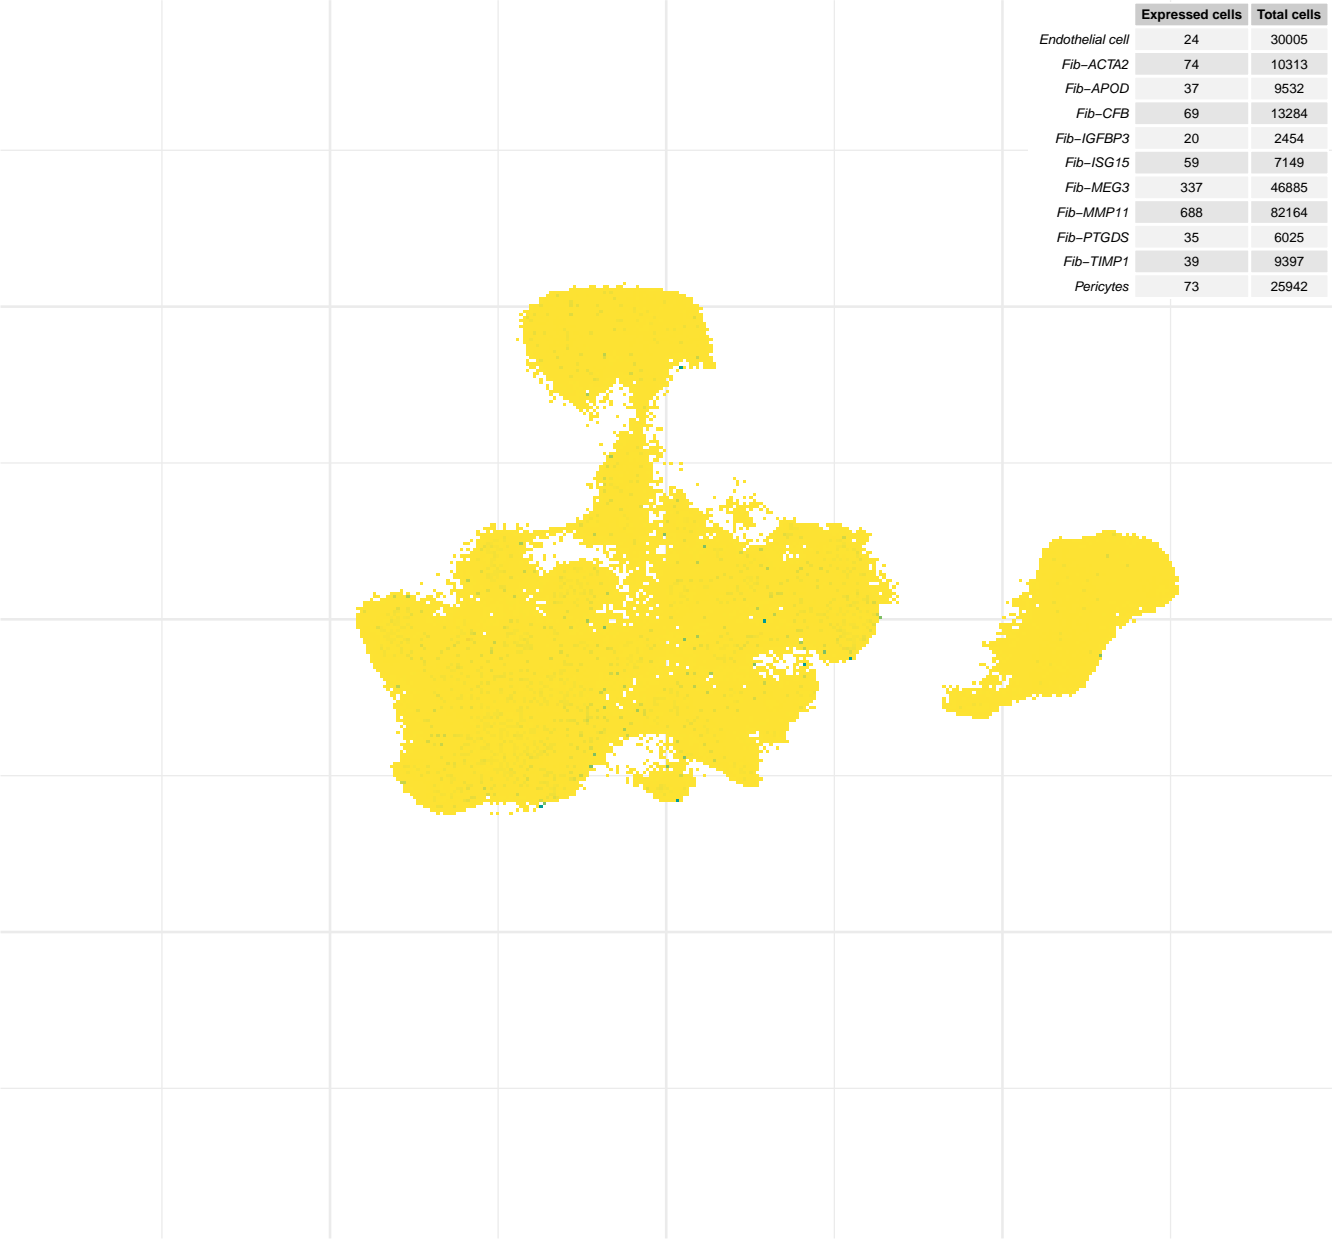 Expressed cells Total cells
Endothelial cell 24 30005
Fib−ACTA2 74 10313
Fib−APOD 37 9532
Fib−CFB 69 13284
Fib−IGFBP3 20 2454
Fib−ISG15 59 7149
Fib−MEG3 337 46885
Fib−MMP11 688 82164
Fib−PTGDS 35 6025
Fib−TIMP1 39 9397
Pericytes 73 25942